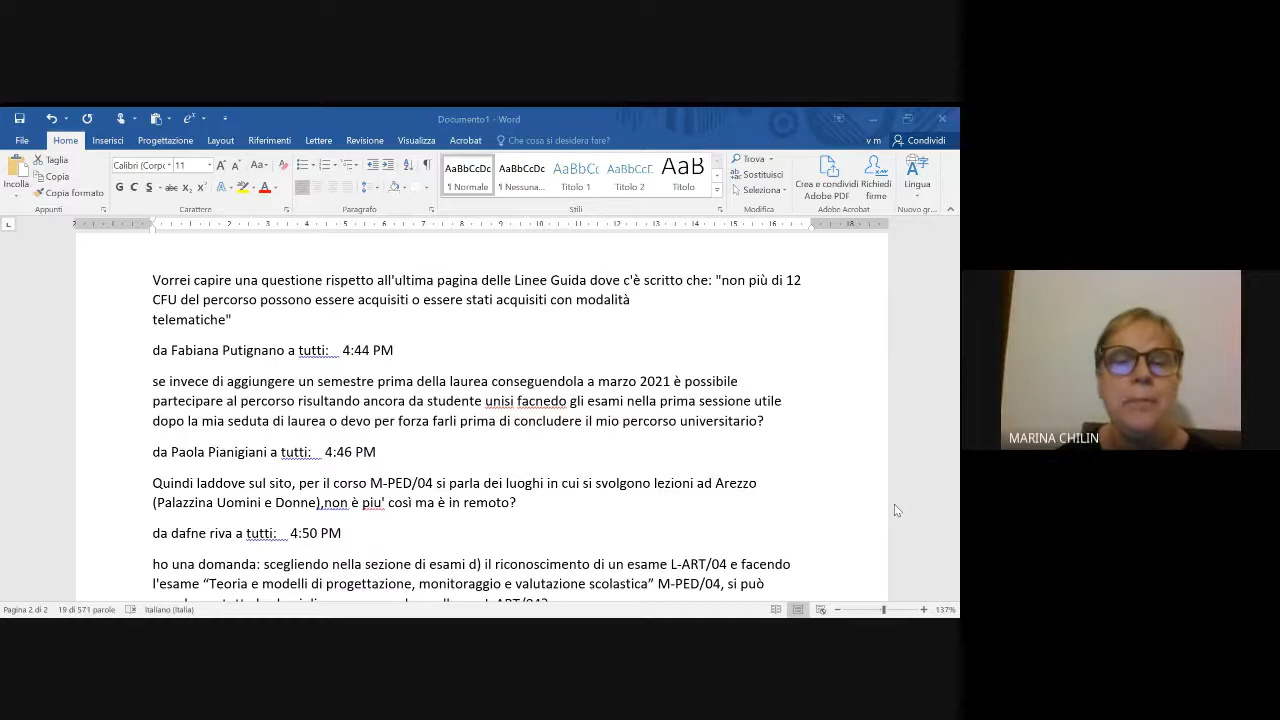 Documento1 - Word
File Home Inserisci Progettazione Layout Riferimenti Lettere Revisione Visualizza Acrobat Che cosa si desidera fare? v m Condividi
Incolla Taglia Copia Copia formato
Calibri (Corpo 11
AaBbCcDc AaBbCcDc AaBbCc AaBbCcD AaB
¶ Normale ¶ Nessuna... Titolo 1 Titolo 2 Titolo
Trova Sostituisci Seleziona
Crea e condividi Adobe PDF Richiedi firme Lingua
Appunti Carattere Paragrafo Stili Modifica Adobe Acrobat Nuovo gr...
Vorrei capire una questione rispetto all'ultima pagina delle Linee Guida dove c'è scritto che: "non più di 12
CFU del percorso possono essere acquisiti o essere stati acquisiti con modalità
telematiche"
da Fabiana Putignano a tutti: 4:44 PM
se invece di aggiungere un semestre prima della laurea conseguendola a marzo 2021 è possibile
partecipare al percorso risultando ancora da studente unisi facnedo gli esami nella prima sessione utile
dopo la mia seduta di laurea o devo per forza farli prima di concludere il mio percorso universitario?
da Paola Pianigiani a tutti: 4:46 PM
Quindi laddove sul sito, per il corso M-PED/04 si parla dei luoghi in cui si svolgono lezioni ad Arezzo
(Palazzina Uomini e Donne),non è piu' così ma è in remoto?
da dafne riva a tutti: 4:50 PM
ho una domanda: scegliendo nella sezione di esami d) il riconoscimento di un esame L-ART/04 e facendo
l'esame “Teoria e modelli di progettazione, monitoraggio e valutazione scolastica” M-PED/04, si può
Pagina 2 di 2 19 di 571 parole Italiano (Italia) 137%
MARINA CHILIN